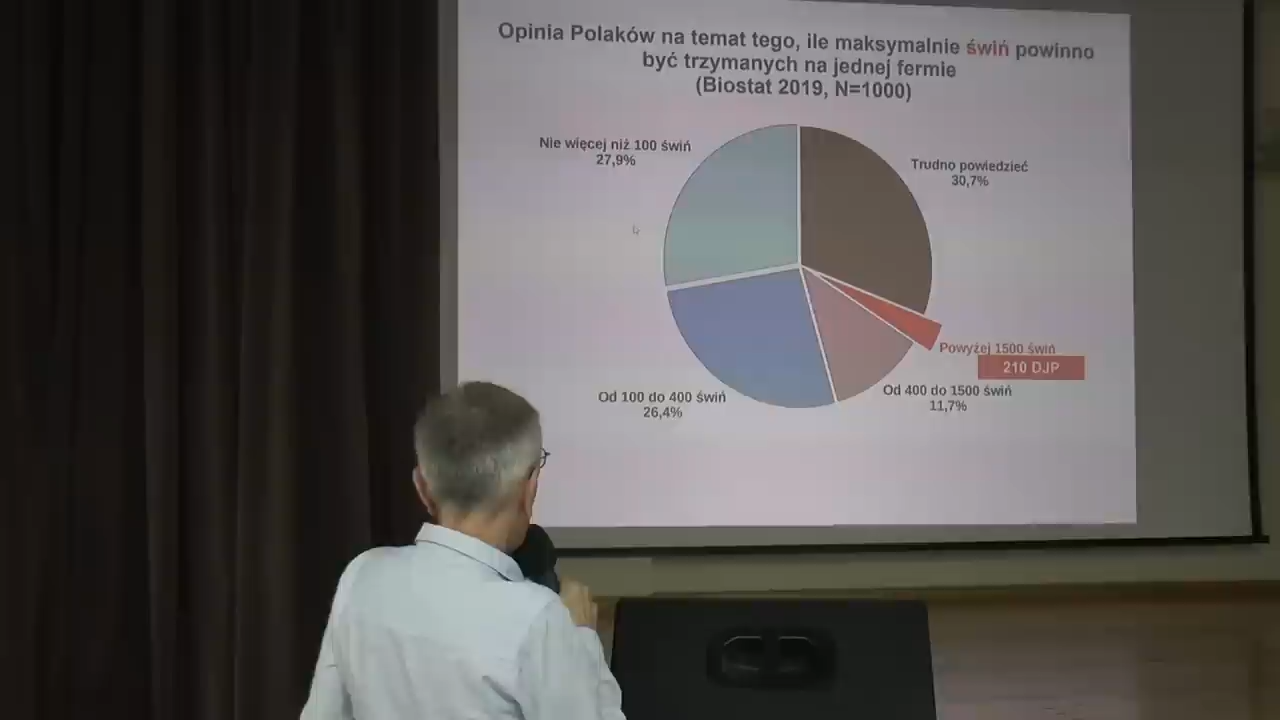 Opinia Polaków na temat tego, ile maksymalnie świń powinno
być trzymanych na jednej fermie
(Biostat 2019, N=1000)
Nie więcej niż 100 świń
27,9%
Trudno powiedzieć
30,7%
Powyżej 1500 świń
210 DJP
Od 400 do 1500 świń
11,7%
Od 100 do 400 świń
26,4%